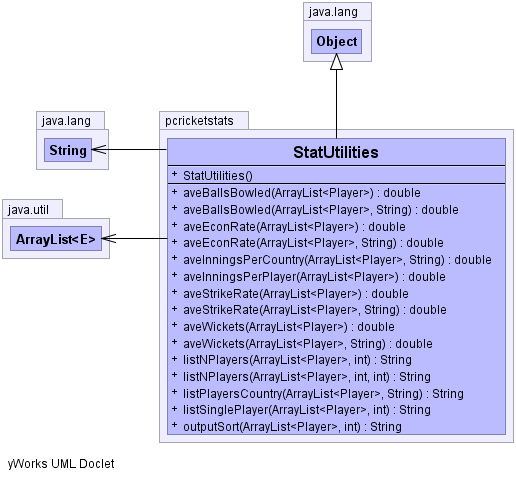 java.lang
Object
java.lang
String
pcricketstats
StatUtilities
+ StatUtilities()
+ aveBallsBowled(ArrayList<Player>) : double
+ aveBallsBowled(ArrayList<Player>, String) : double
+ aveEconRate(ArrayList<Player>) : double
+ aveEconRate(ArrayList<Player>, String) : double
+ aveInningsPerCountry(ArrayList<Player>, String) : double
+ aveInningsPerPlayer(ArrayList<Player>) : double
+ aveStrikeRate(ArrayList<Player>) : double
+ aveStrikeRate(ArrayList<Player>, String) : double
+ aveWickets(ArrayList<Player>) : double
+ aveWickets(ArrayList<Player>, String) : double
+ listNPlayers(ArrayList<Player>, int) : String
+ listNPlayers(ArrayList<Player>, int, int) : String
+ listPlayersCountry(ArrayList<Player>, String) : String
+ listSinglePlayer(ArrayList<Player>, int) : String
+ outputSort(ArrayList<Player>, int) : String
java.util
ArrayList<E>
yWorks UML Doclet